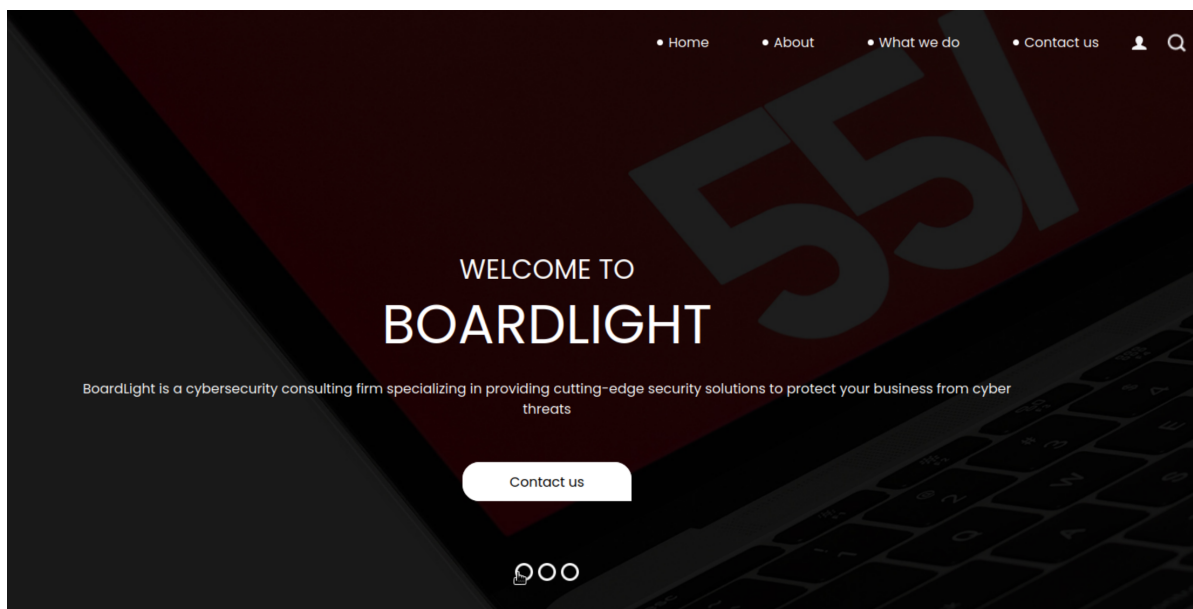 Home About What we do Contact us
55/
WELCOME TO
BOARDLIGHT
BoardLight is a cybersecurity consulting firm specializing in providing cutting-edge security solutions to protect your business from cyber
threats
Contact us